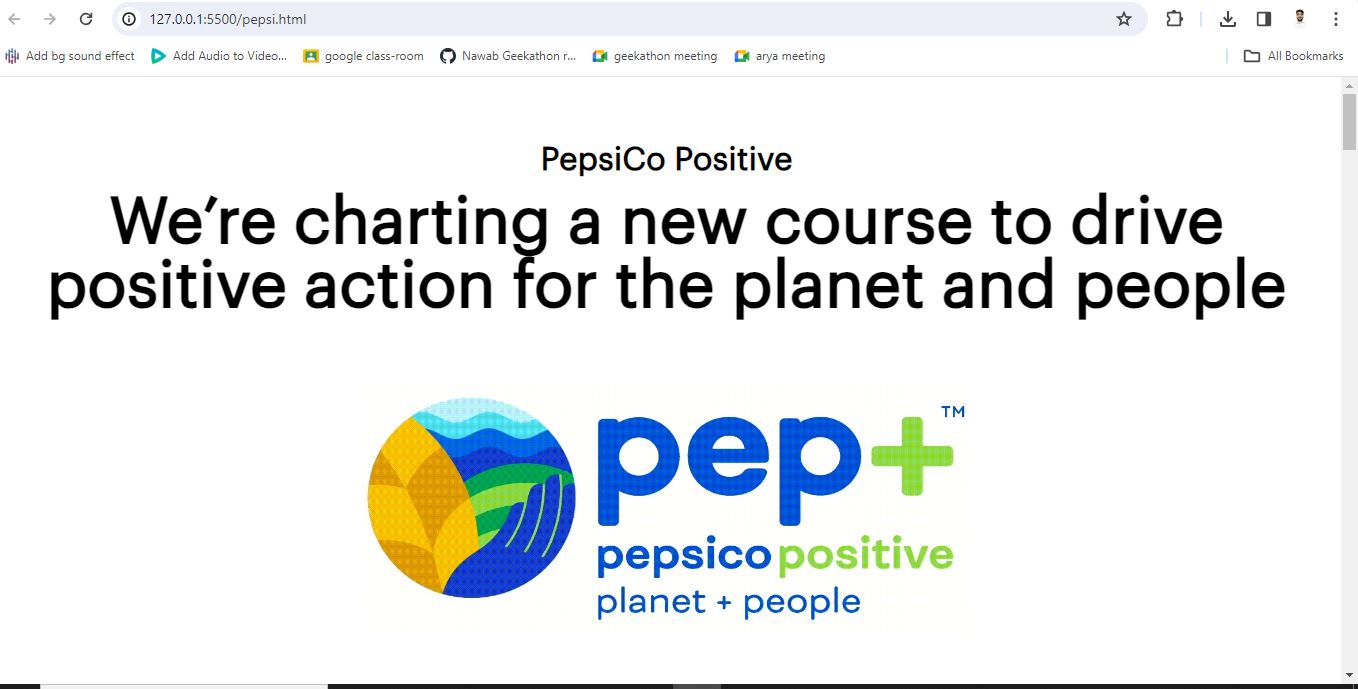 127.0.0.1:5500/pepsi.html
Add bg sound effect Add Audio to Video... google class-room Nawab Geekathon r... geekathon meeting arya meeting All Bookmarks
PepsiCo Positive
We're charting a new course to drive
positive action for the planet and people
pep+™
pepsico positive
planet + people